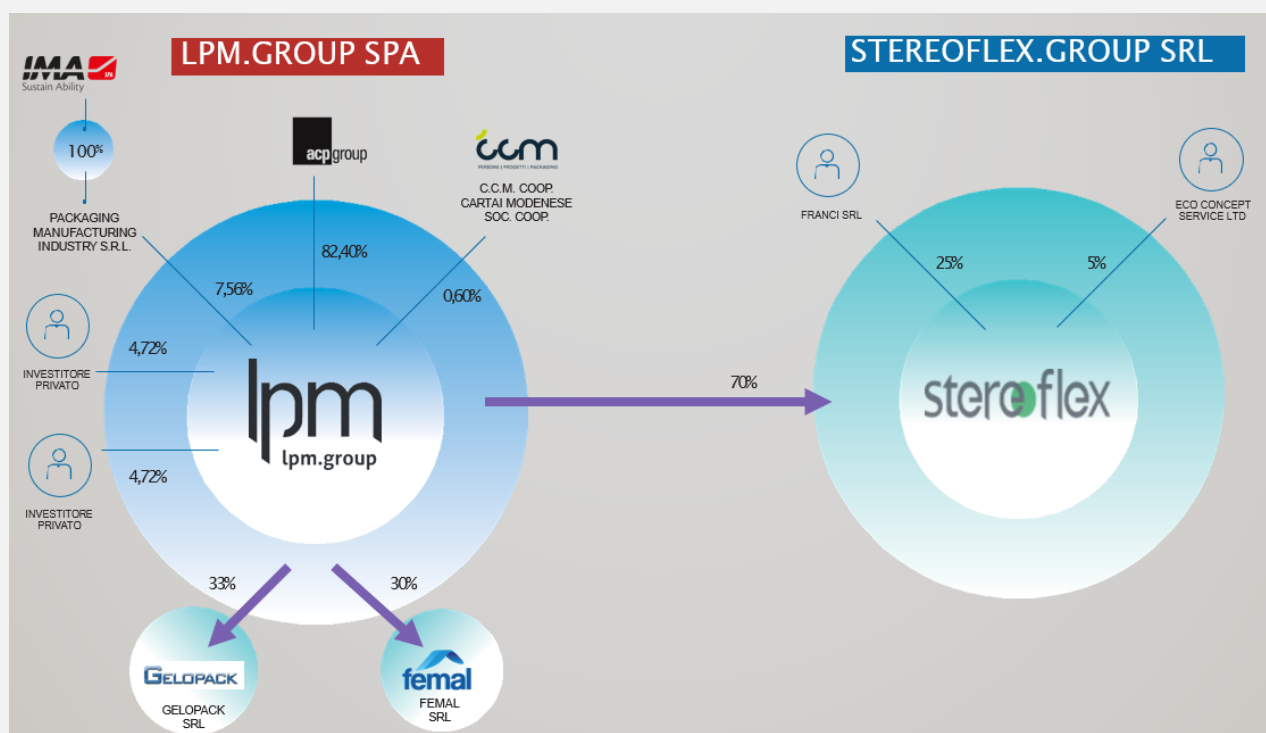 LPM.GROUP SPA
STEREOFLEX.GROUP SRL
IMA
SPA
Sustain Ability
100%
acpgroup
ccm
PERSONE | PROGETTI | PACKAGING
C.C.M. COOP.
CARTAI MODENESE
SOC. COOP.
PACKAGING
MANUFACTURING
INDUSTRY S.R.L.
FRANCI SRL
ECO CONCEPT
SERVICE LTD
82,40%
7,56%
0,60%
25%
5%
4,72%
INVESTITORE
PRIVATO
lpm
lpm.group
70%
stereoflex
4,72%
INVESTITORE
PRIVATO
33%
30%
GELOPACK
GELOPACK
SRL
femal
FEMAL
SRL